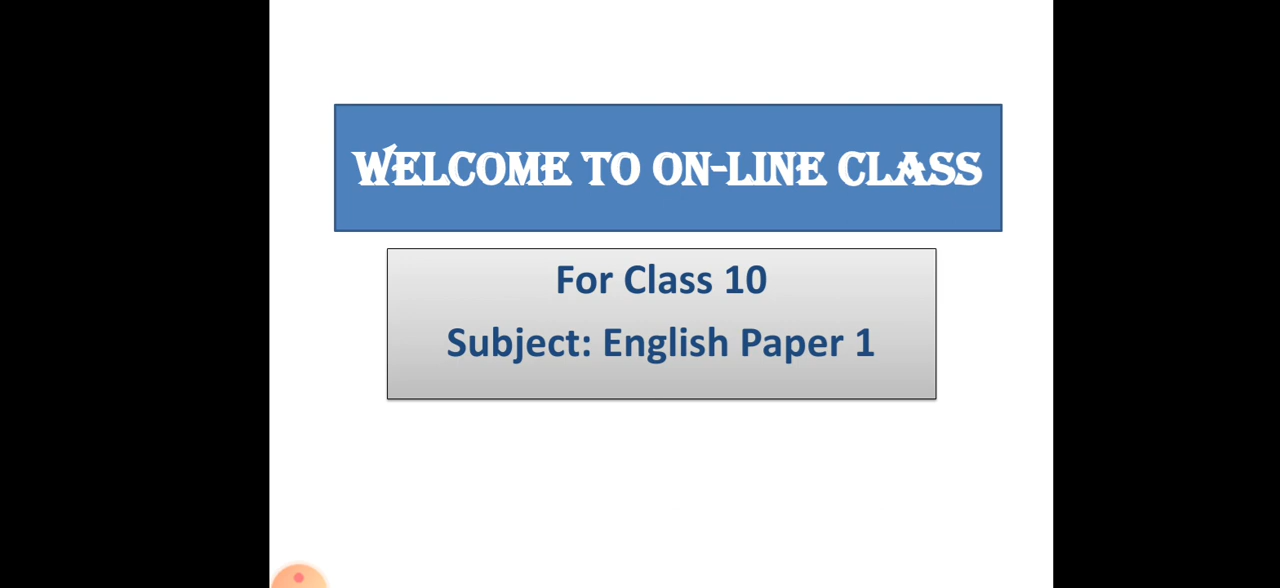 WELCOME TO ON-LINE CLASS
For Class 10
Subject: English Paper 1